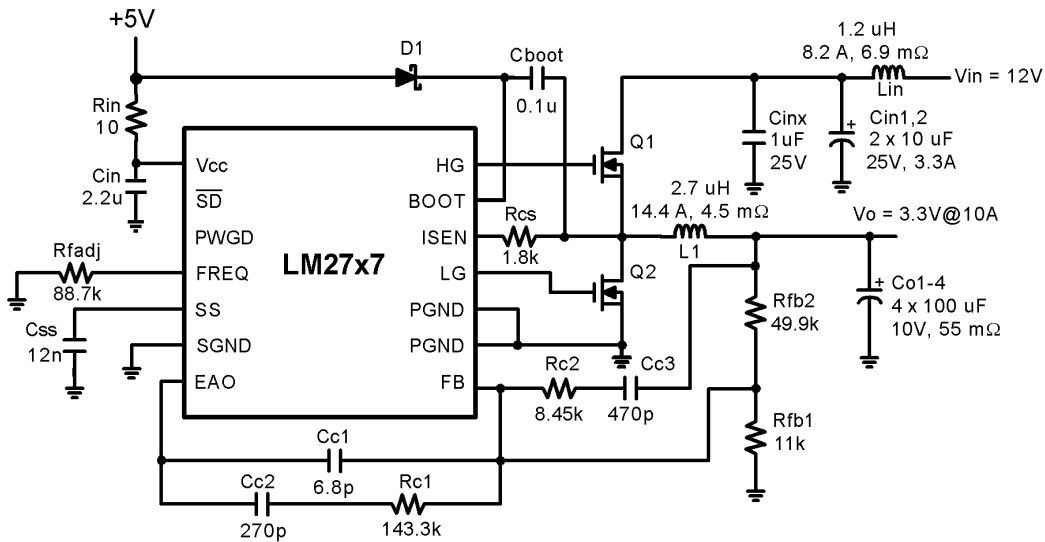 +5V
D1
Cboot
0.1u
1.2 uH
8.2 A, 6.9 mΩ
Lin
Vin = 12V
Rin
10
Cinx
1uF
25V
+
Cin1,2
2 x 10 uF
25V, 3.3A
Cin
2.2u
Vcc
SD
PWGD
FREQ
SS
SGND
EAO
LM27x7
HG
BOOT
ISEN
LG
PGND
PGND
FB
Q1
2.7 uH
14.4 A, 4.5 mΩ
L1
Vo = 3.3V@10A
Rcs
1.8k
Q2
Rfadj
88.7k
Css
12n
Rfb2
49.9k
+
Co1-4
4 x 100 uF
10V, 55 mΩ
Rc2
8.45k
Cc3
470p
Rfb1
11k
Cc1
6.8p
Cc2
270p
Rc1
143.3k